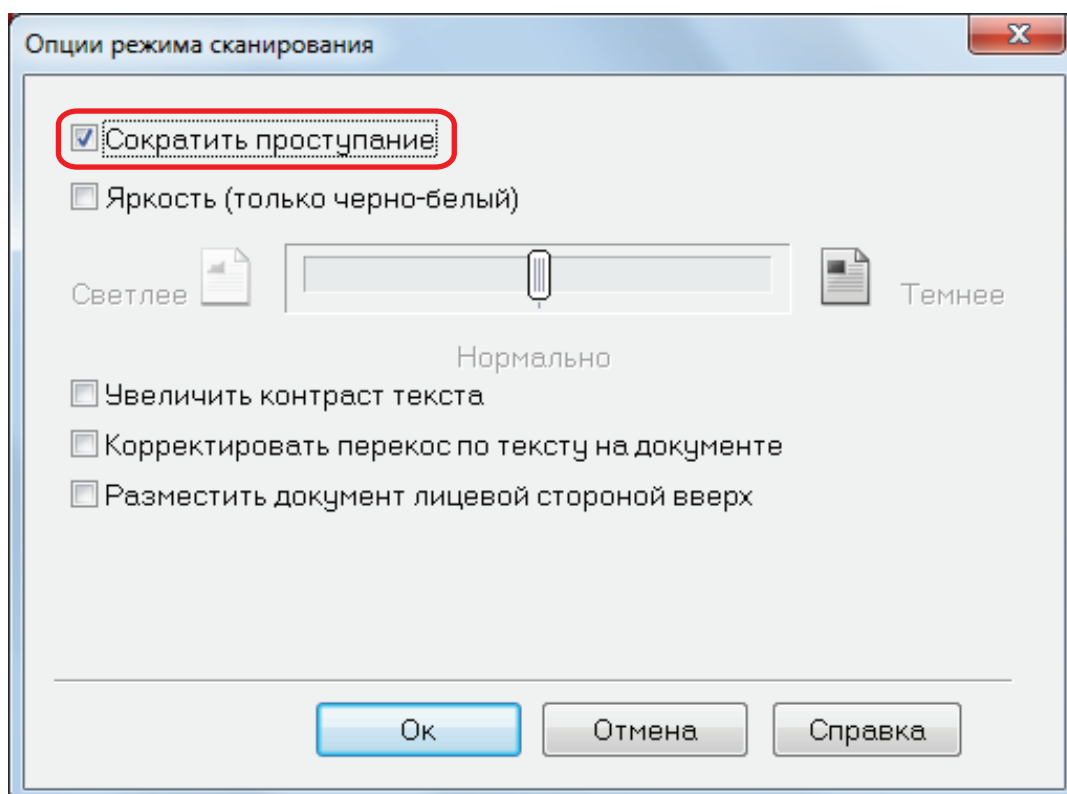 Опции режима сканирования
Сократить проступание
Яркость (только черно-белый)
Светлее
Темнее
Нормально
Увеличить контраст текста
Корректировать перекос по тексту на документе
Разместить документ лицевой стороной вверх
Ок
Отмена
Справка